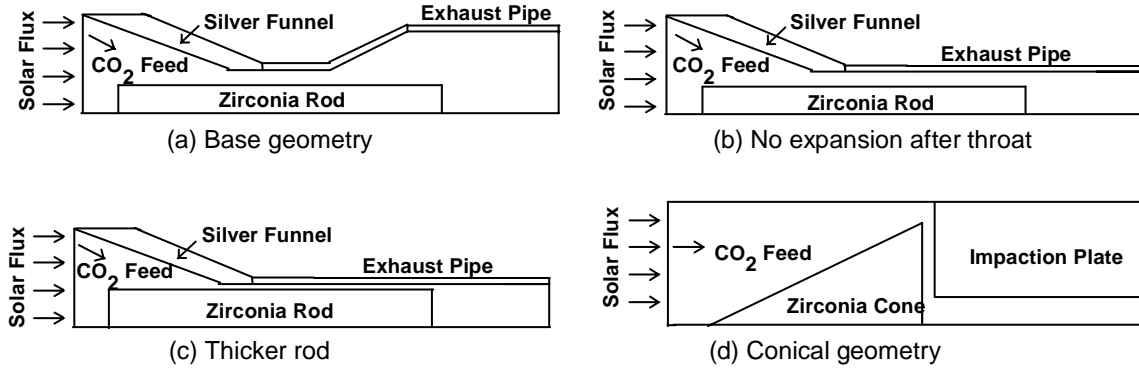 Solar Flux
Silver Funnel
CO2 Feed
Exhaust Pipe
Zirconia Rod
(a) Base geometry
Solar Flux
Silver Funnel
CO2 Feed
Exhaust Pipe
Zirconia Rod
(b) No expansion after throat
Solar Flux
Silver Funnel
CO2 Feed
Exhaust Pipe
Zirconia Rod
(c) Thicker rod
Solar Flux
CO2 Feed
Impaction Plate
Zirconia Cone
(d) Conical geometry